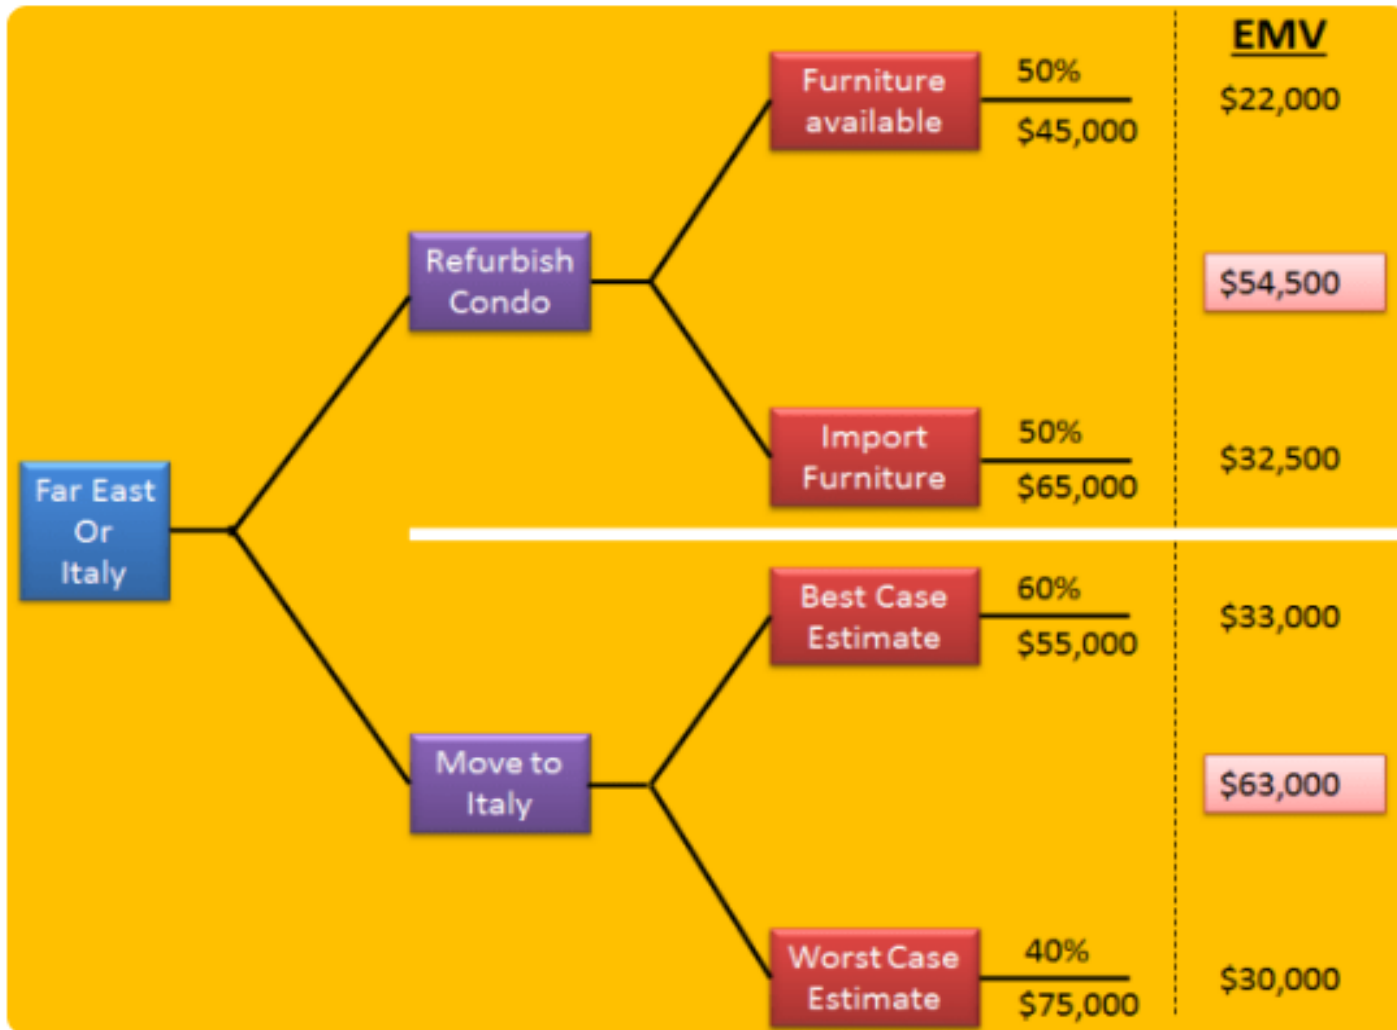 EMV
Furniture
available
50%
$45,000
$22,000
Refurbish
Condo
$54,500
Import
Furniture
50%
$65,000
$32,500
Far East
Or
Italy
Best Case
Estimate
60%
$55,000
$33,000
Move to
Italy
$63,000
Worst Case
Estimate
40%
$75,000
$30,000